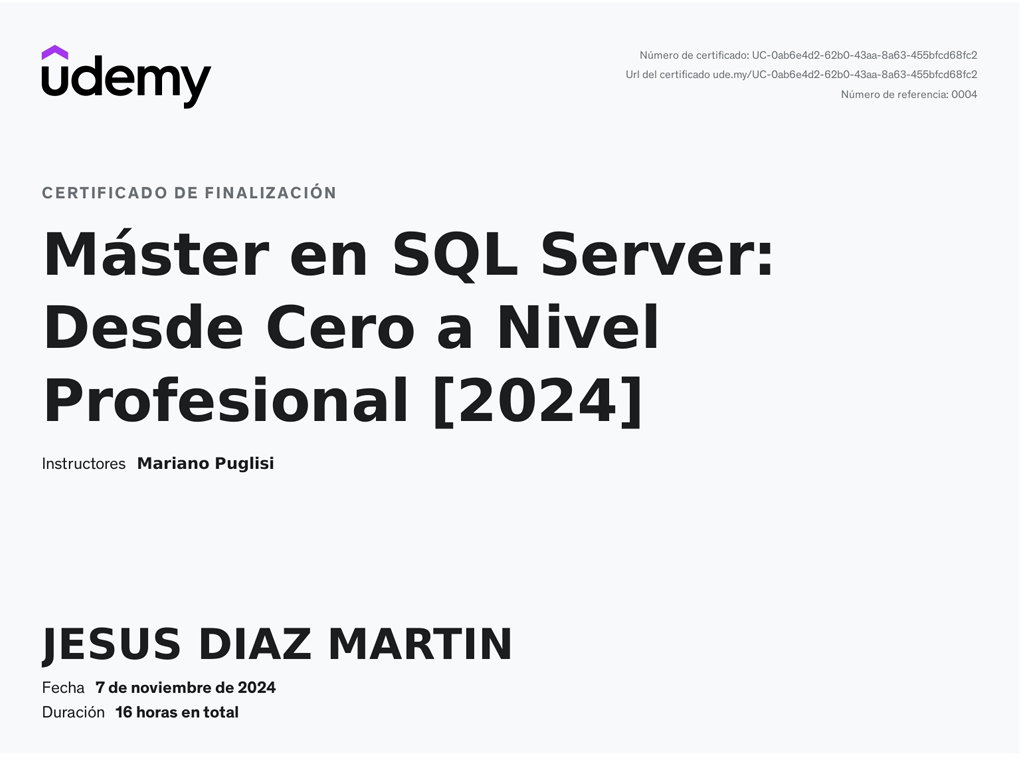 udemy
Número de certificado: UC-0ab6e4d2-62b0-43aa-8a63-455bfcd68fc2
Url del certificado ude.my/UC-0ab6e4d2-62b0-43aa-8a63-455bfcd68fc2
Número de referencia: 0004
CERTIFICADO DE FINALIZACIÓN
Máster en SQL Server:
Desde Cero a Nivel
Profesional [2024]
Instructores Mariano Puglisi
JESUS DIAZ MARTIN
Fecha 7 de noviembre de 2024
Duración 16 horas en total